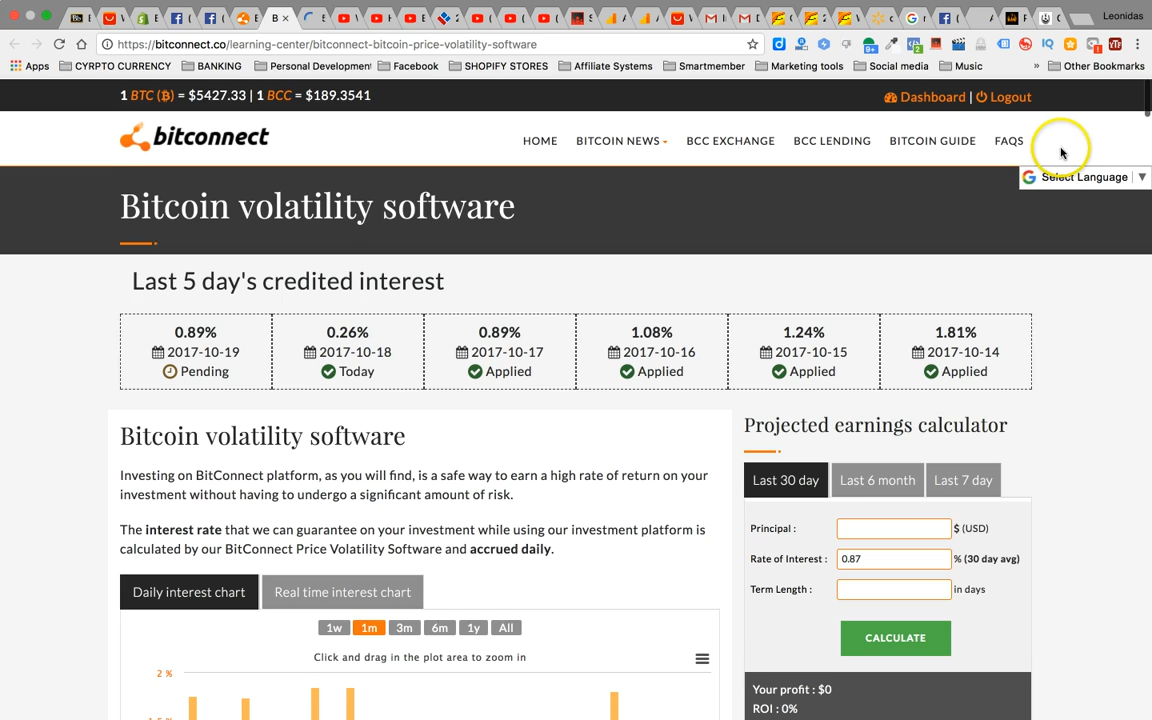 Leonidas
https://bitconnect.co/learning-center/bitconnect-bitcoin-price-volatility-software
Apps CYRPTO CURRENCY BANKING Personal Developmen Facebook SHOPIFY STORES Affiliate Systems Smartmember Marketing tools Social media Music » Other Bookmarks
1 BTC (₿) = $5427.33 | 1 BCC = $189.3541
Dashboard | Logout
bitconnect
HOME BITCOIN NEWS BCC EXCHANGE BCC LENDING BITCOIN GUIDE FAQS
Select Language
Bitcoin volatility software
Last 5 day's credited interest
0.89% 0.26% 0.89% 1.08% 1.24% 1.81%
2017-10-19 2017-10-18 2017-10-17 2017-10-16 2017-10-15 2017-10-14
Pending Today Applied Applied Applied Applied
Bitcoin volatility software
Investing on BitConnect platform, as you will find, is a safe way to earn a high rate of return on your
investment without having to undergo a significant amount of risk.
The interest rate that we can guarantee on your investment while using our investment platform is
calculated by our BitConnect Price Volatility Software and accrued daily.
Daily interest chart Real time interest chart
1w 1m 3m 6m 1y All
Click and drag in the plot area to zoom in
2 %
Projected earnings calculator
Last 30 day Last 6 month Last 7 day
Principal : $ (USD)
Rate of Interest : 0.87 % (30 day avg)
Term Length : in days
CALCULATE
Your profit : $0
ROI : 0%